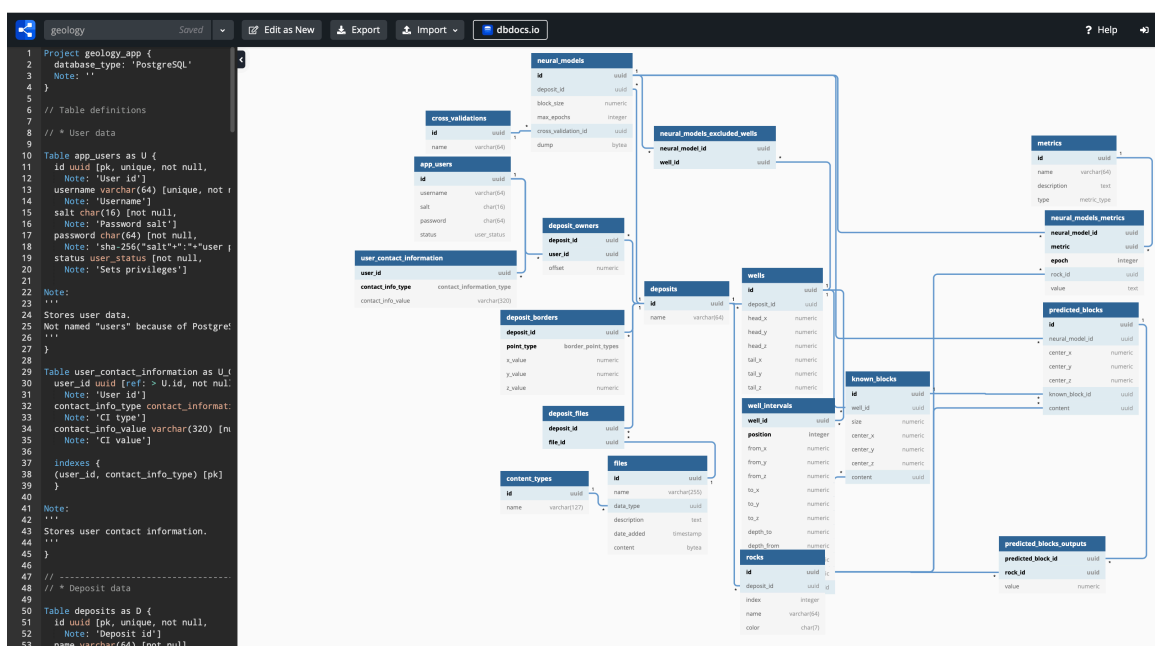 geology Saved Edit as New Export Import dbdocs.io ? Help
1 Project geology_app {
2 database_type: 'PostgreSQL'
3 Note: ''
4 }
5
6 // Table definitions
7
8 // * User data
9
10 Table app_users as U {
11 id uuid [pk, unique, not null,
12 Note: 'User id']
13 username varchar(64) [unique, not
14 Note: 'Username']
15 salt char(16) [not null,
16 Note: 'Password salt']
17 password char(64) [not null,
18 Note: 'sha-256("salt"+":"+"user
19 status user_status [not null,
20 Note: 'Sets privileges']
21
22 Note:
23 '''
24 Stores user data.
25 Not named "users" because of Postgre
26 '''
27 }
28
29 Table user_contact_information as
30 user_id uuid [ref: > U.id, not
31 Note: 'User id']
32 contact_info_type
33 Note: 'CI type']
34 contact_info_value varchar(320)
35 Note: 'CI value']
36
37 indexes {
38 (user_id, contact_info_type) [pk]
39 }
40
41 Note:
42 '''
43 Stores user contact information.
44 '''
45 }
46
47 // --------------------------------
48 // * Deposit data
49
50 Table deposits as D {
51 id uuid [pk, unique, not null,
52 Note: 'Deposit id']
53 name varchar(64) [not null
neural_models
id uuid
deposit_id uuid
block_size numeric
max_epochs integer
cross_validation_id uuid
dump bytea
cross_validations
id uuid
name varchar(64)
neural_models_excluded_wells
neural_model_id uuid
well_id uuid
app_users
id uuid
username varchar(64)
salt char(16)
password char(64)
status user_status
metrics
id uuid
name varchar(64)
description text
type metric_type
neural_models_metrics
neural_model_id uuid
metric uuid
epoch integer
rock_id uuid
value text
deposit_owners
deposit_id uuid
user_id uuid
offset numeric
user_contact_information
user_id uuid
contact_info_type contact_information_type
contact_info_value varchar(320)
deposits
id uuid
name varchar(64)
wells
id uuid
deposit_id uuid
head_x numeric
head_y numeric
head_z numeric
tail_x numeric
tail_y numeric
tail_z numeric
deposit_borders
deposit_id uuid
point_type border_point_types
x_value numeric
y_value numeric
z_value numeric
predicted_blocks
id uuid
neural_model_id uuid
center_x numeric
center_y numeric
center_z numeric
known_block_id uuid
content uuid
known_blocks
id uuid
well_id uuid
size numeric
center_x numeric
center_y numeric
center_z numeric
content uuid
well_intervals
well_id uuid
position integer
from_x numeric
from_y numeric
from_z numeric
to_x numeric
to_y numeric
to_z numeric
depth_to numeric
depth_from numeric
deposit_files
deposit_id uuid
file_id uuid
files
id uuid
name varchar(255)
data_type uuid
description text
date_added timestamp
content bytea
content_types
id uuid
name varchar(127)
rocks
id uuid
deposit_id uuid
index integer
name varchar(64)
color char(7)
predicted_blocks_outputs
predicted_block_id uuid
rock_id uuid
value numeric